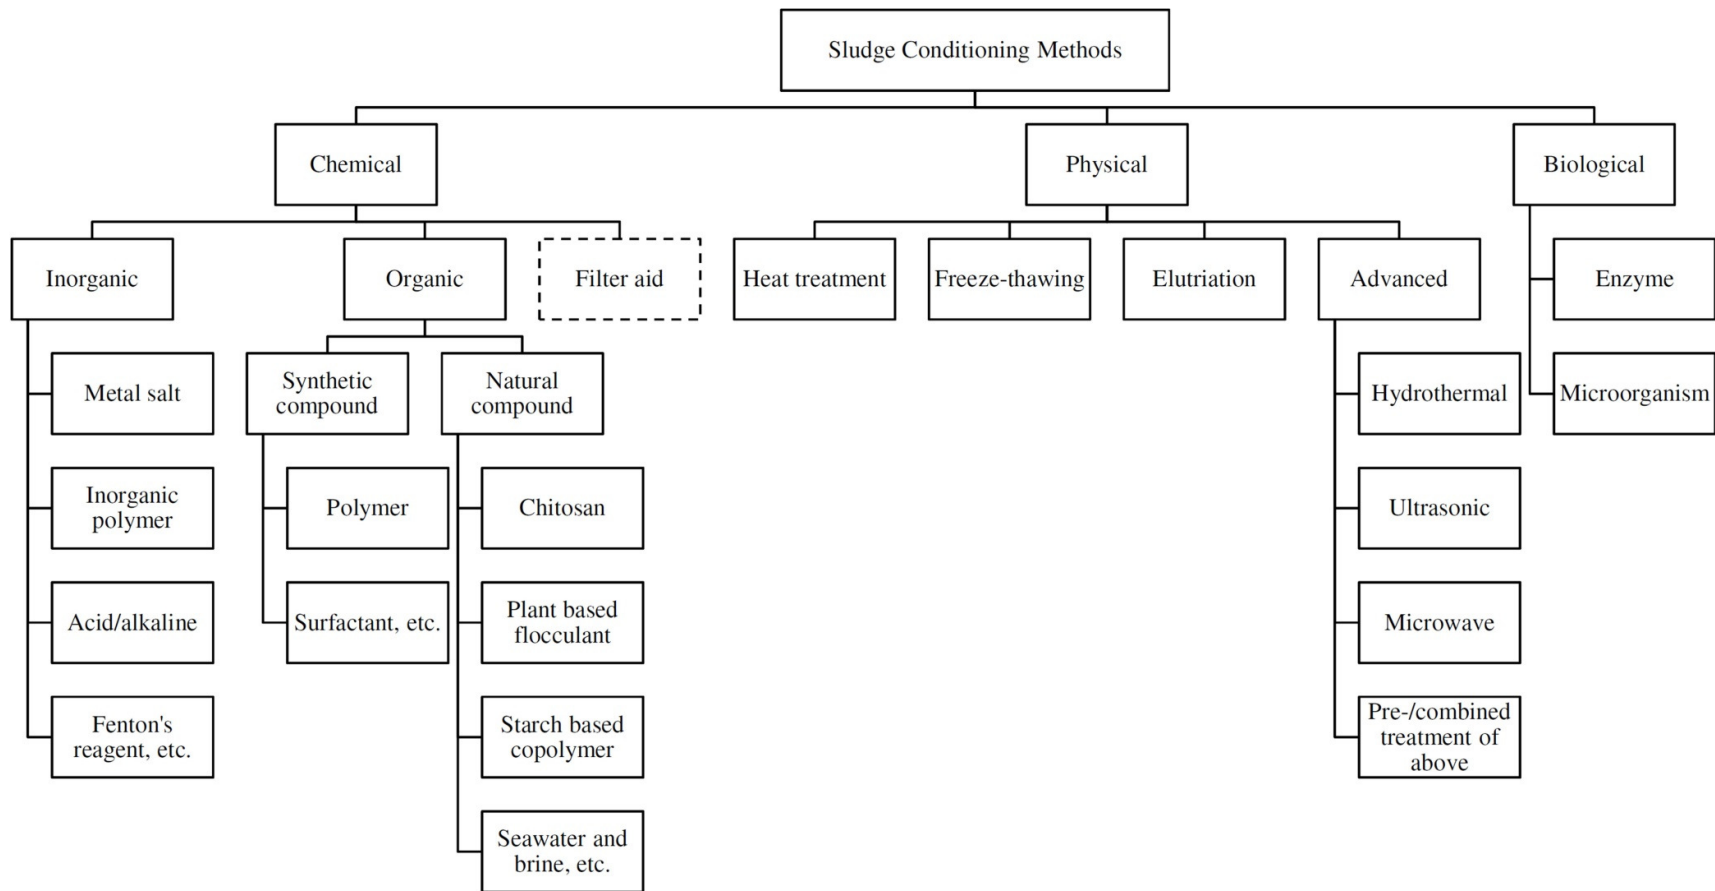 Sludge Conditioning Methods
Chemical
Physical
Biological
Inorganic
Organic
Filter aid
Heat treatment
Freeze-thawing
Elutriation
Advanced
Enzyme
Metal salt
Synthetic
compound
Natural
compound
Hydrothermal
Microorganism
Inorganic
polymer
Polymer
Chitosan
Ultrasonic
Acid/alkaline
Surfactant, etc.
Plant based
flocculant
Microwave
Fenton's
reagent, etc.
Starch based
copolymer
Pre-/combined
treatment of
above
Seawater and
brine, etc.